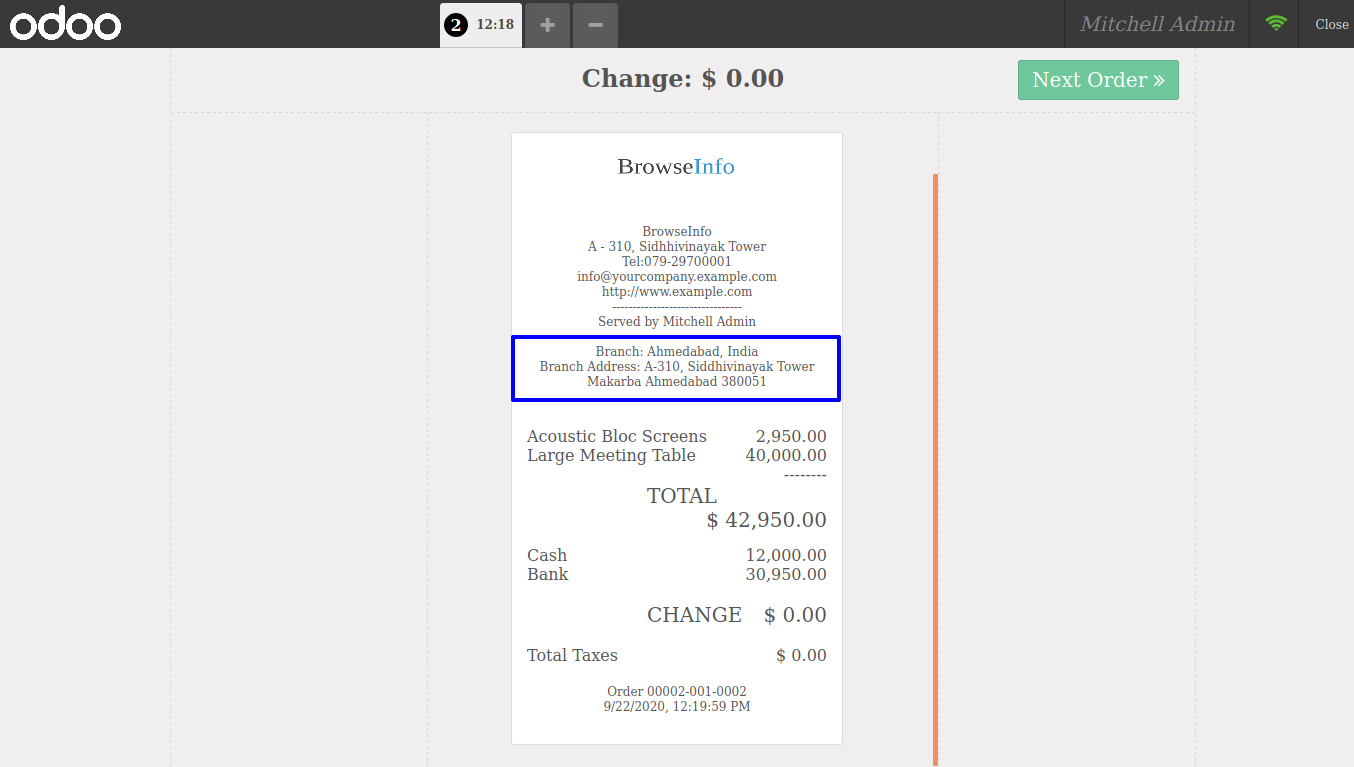 odoo
2 12:18 + −
Mitchell Admin
Close
Change: $ 0.00
Next Order »
BrowseInfo
BrowseInfo
A - 310, Sidhhivinayak Tower
Tel:079-29700001
info@yourcompany.example.com
http://www.example.com
--------------------------------
Served by Mitchell Admin
Branch: Ahmedabad, India
Branch Address: A-310, Siddhivinayak Tower
Makarba Ahmedabad 380051
Acoustic Bloc Screens 2,950.00
Large Meeting Table 40,000.00
--------
TOTAL
$ 42,950.00
Cash 12,000.00
Bank 30,950.00
CHANGE $ 0.00
Total Taxes $ 0.00
Order 00002-001-0002
9/22/2020, 12:19:59 PM